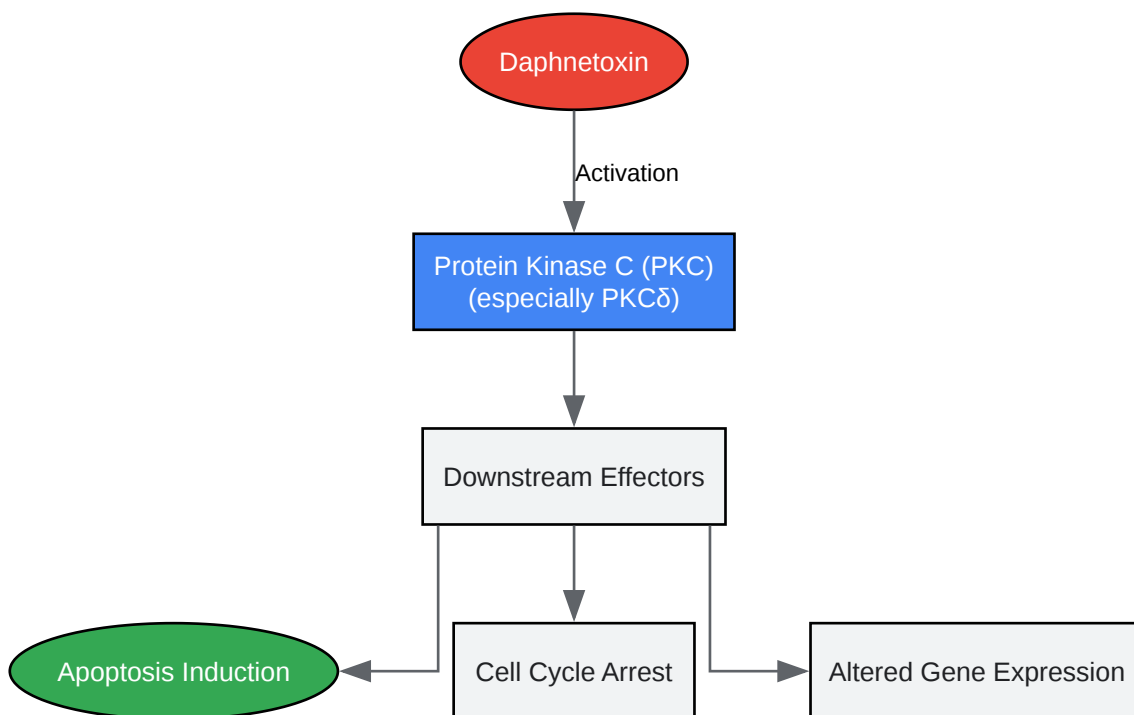 Daphnetoxin
Activation
Protein Kinase C (PKC)
(especially PKCδ)
Downstream Effectors
Apoptosis Induction
Cell Cycle Arrest
Altered Gene Expression